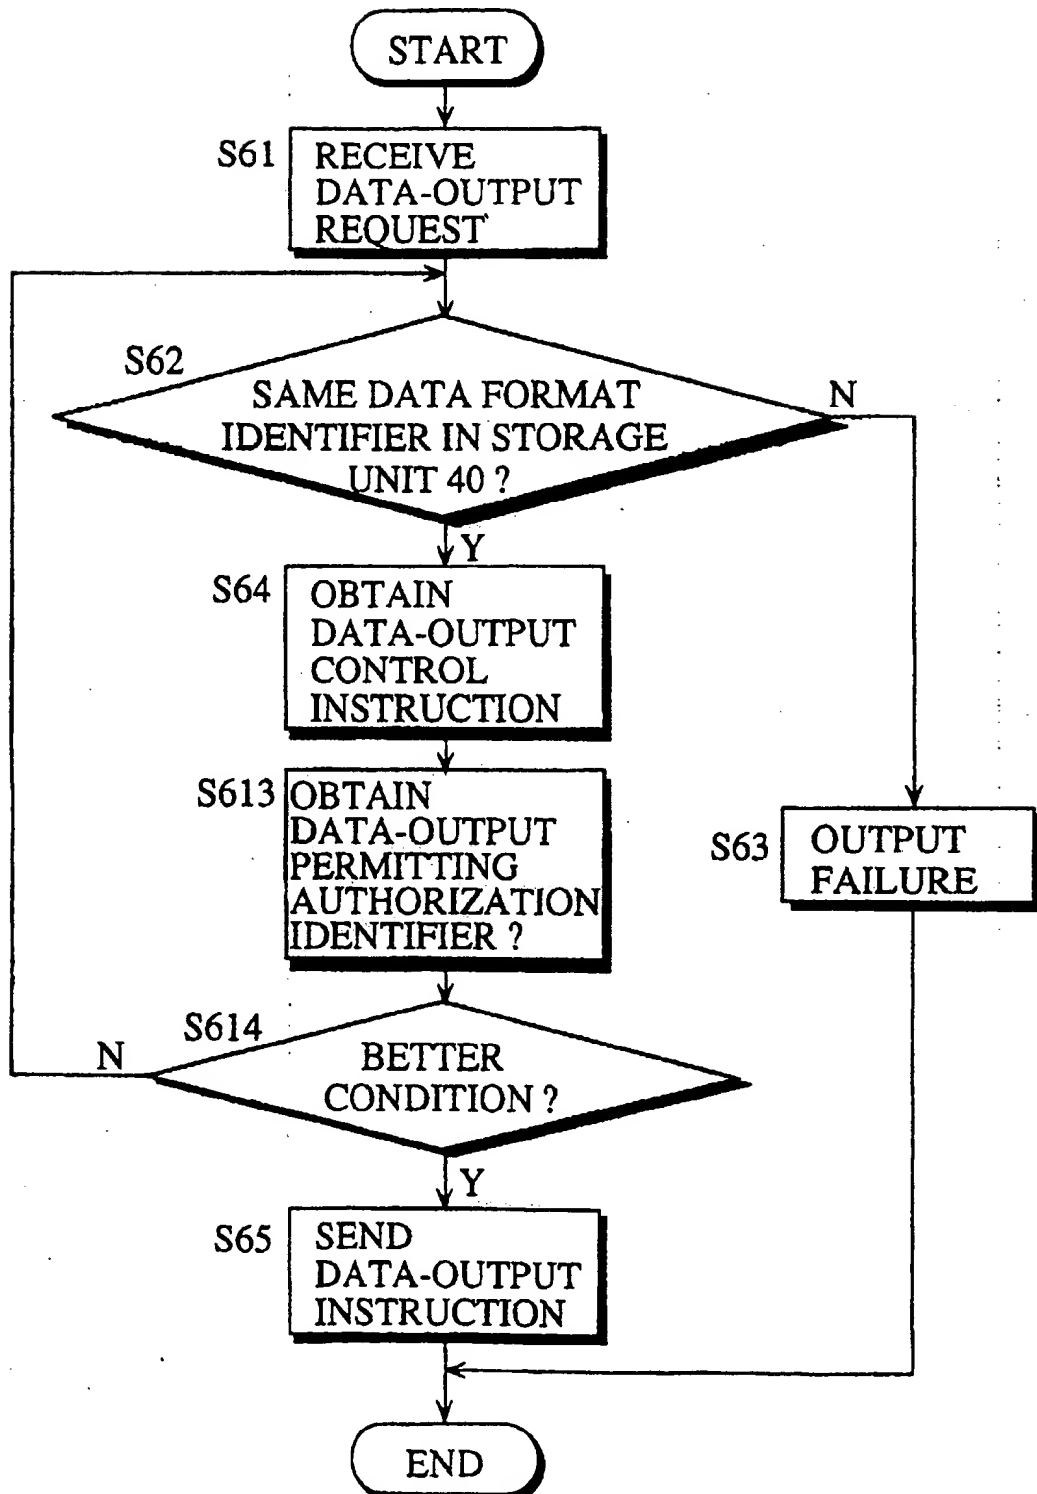 START
S61
RECEIVE
DATA-OUTPUT
REQUEST
S62
SAME DATA FORMAT
IDENTIFIER IN STORAGE
UNIT 40 ?
N
Y
S64
OBTAIN
DATA-OUTPUT
CONTROL
INSTRUCTION
S613
OBTAIN
DATA-OUTPUT
PERMITTING
AUTHORIZATION
IDENTIFIER ?
S63
OUTPUT
FAILURE
S614
BETTER
CONDITION ?
N
Y
S65
SEND
DATA-OUTPUT
INSTRUCTION
END